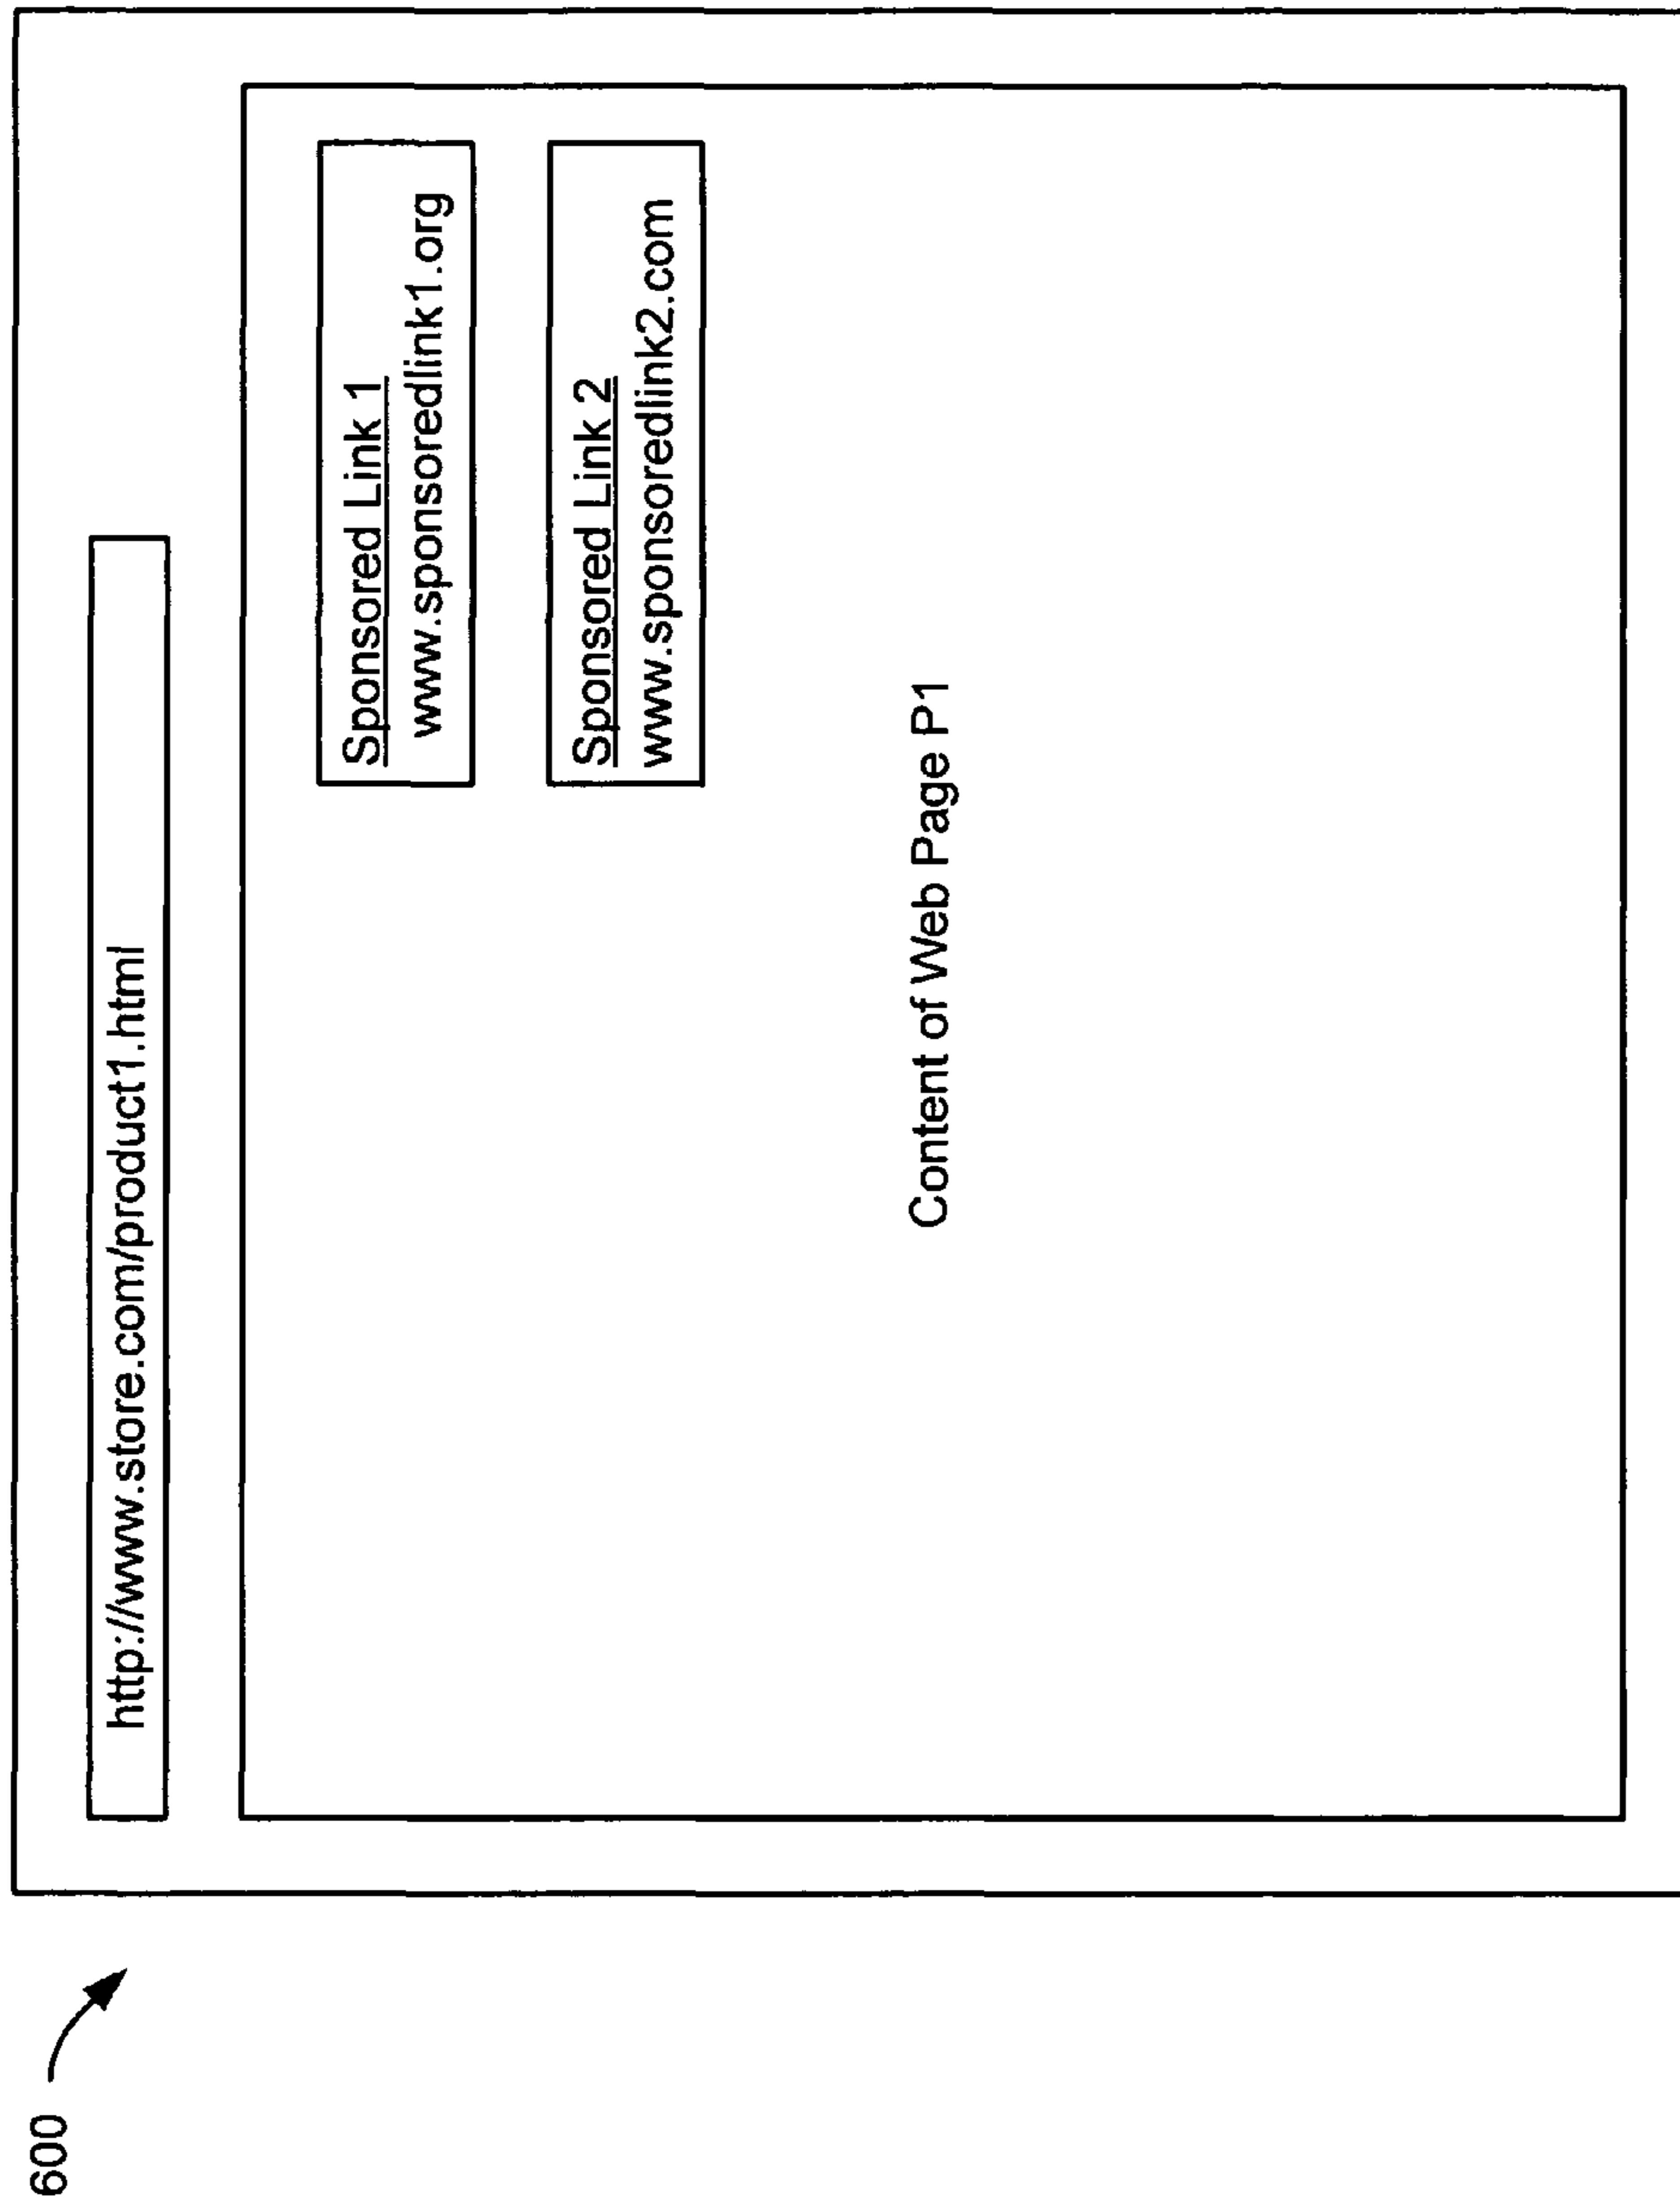 600
http://www.store.com/product1.html
Sponsored Link 1
www.sponsoredlink1.org
Sponsored Link 2
www.sponsoredlink2.com
Content of Web Page P1